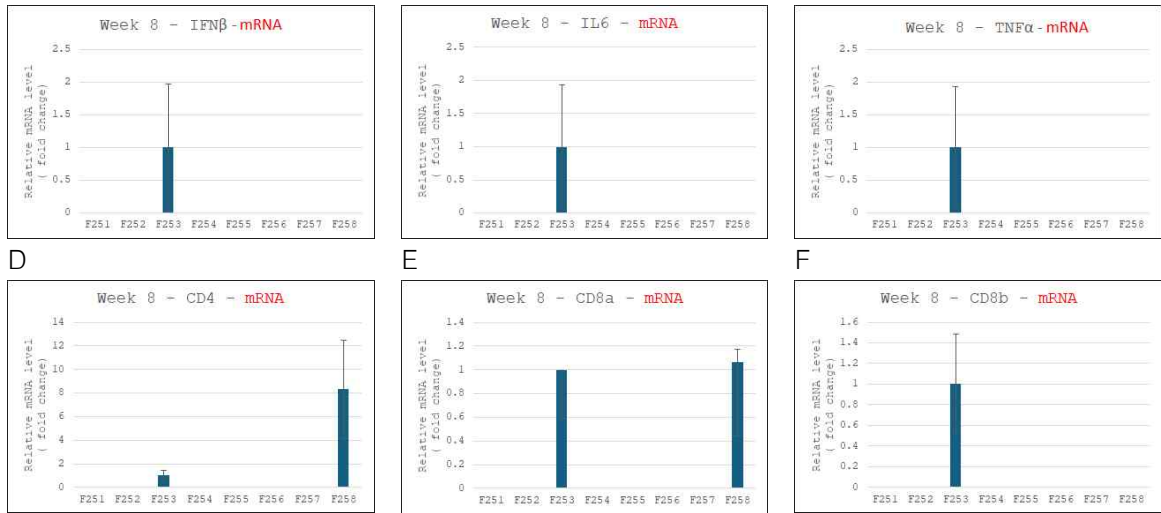 Week 8 - IFNβ - mRNA
Relative mRNA level
( fold change)
2.5
2
1.5
1
0.5
0
F251 F252 F253 F254 F255 F256 F257 F258
Week 8 - IL6 - mRNA
Relative mRNA level
( fold change)
2.5
2
1.5
1
0.5
0
F251 F252 F253 F254 F255 F256 F257 F258
Week 8 - TNFα - mRNA
Relative mRNA level
( fold change)
2.5
2
1.5
1
0.5
0
F251 F252 F253 F254 F255 F256 F257 F258
D
Week 8 - CD4 - mRNA
Relative mRNA level
( fold change)
14
12
10
8
6
4
2
0
F251 F252 F253 F254 F255 F256 F257 F258
E
Week 8 - CD8a - mRNA
Relative mRNA level
( fold change)
1.4
1.2
1
0.8
0.6
0.4
0.2
0
F251 F252 F253 F254 F255 F256 F257 F258
F
Week 8 - CD8b - mRNA
Relative mRNA level
( fold change)
1.6
1.4
1.2
1
0.8
0.6
0.4
0.2
0
F251 F252 F253 F254 F255 F256 F257 F258